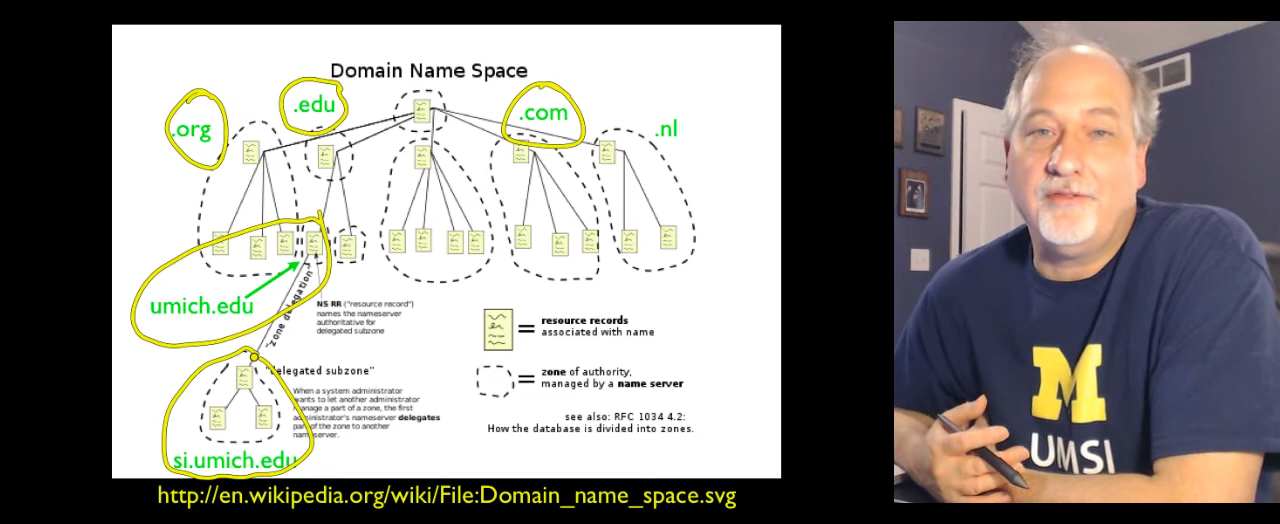 Domain Name Space
.org
.edu
.com
.nl
umich.edu
"zone delegation"
NS RR ("resource record")
names the nameserver
authoritative for
delegated subzone
= resource records
associated with name
"delegated subzone"
When a system administrator
wants to let another administrator
manage a part of a zone, the first
administrator's nameserver delegates
part of the zone to another
nameserver.
= zone of authority,
managed by a name server
see also: RFC 1034 4.2:
How the database is divided into zones.
si.umich.edu
http://en.wikipedia.org/wiki/File:Domain_name_space.svg
M
UMSI